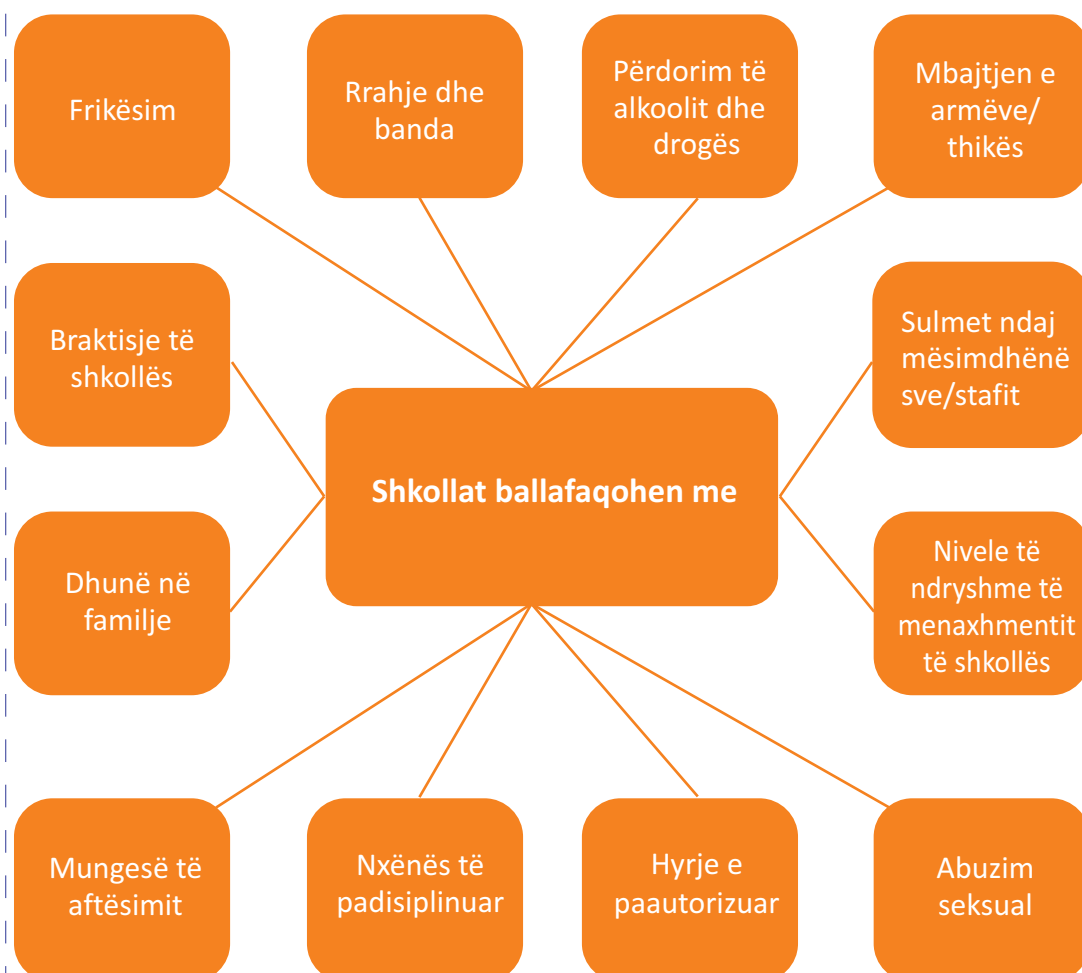 Frikësim
Rrahje dhe
banda
Përdorim të
alkoolit dhe
drogës
Mbajtjen e
armëve/
thikës
Braktisje të
shkollës
Sulmet ndaj
mësimdhënë
sve/stafit
Shkollat ballafaqohen me
Dhunë në
familje
Nivele të
ndryshme të
menaxhmentit
të shkollës
Mungesë të
aftësimit
Nxënës të
padisiplinuar
Hyrje e
paautorizuar
Abuzim
seksual